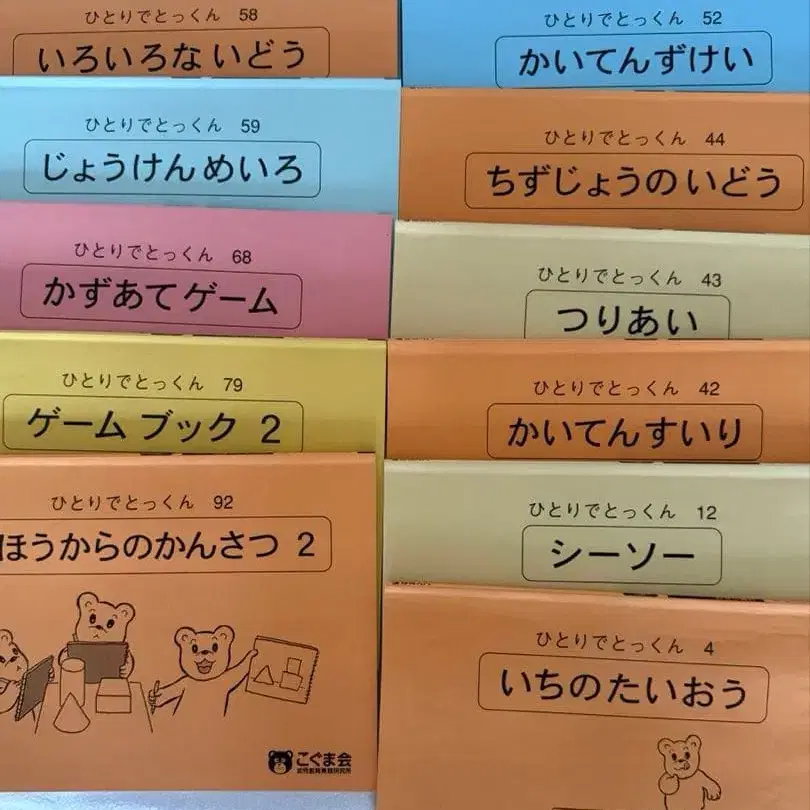 ひとりでとっくん 58
いろいろな いどう
ひとりでとっくん 59
じょうけん めいろ
ひとりでとっくん 68
かずあて ゲーム
ひとりでとっくん 79
ゲーム ブック 2
ひとりでとっくん 92
ほうからのかんさつ 2
こぐま会
幼児教育実践研究所
ひとりでとっくん 52
かいてんずけい
ひとりでとっくん 44
ちずじょうの いどう
ひとりでとっくん 43
つりあい
ひとりでとっくん 42
かいてんすいり
ひとりでとっくん 12
シーソー
ひとりでとっくん 4
いちのたいおう